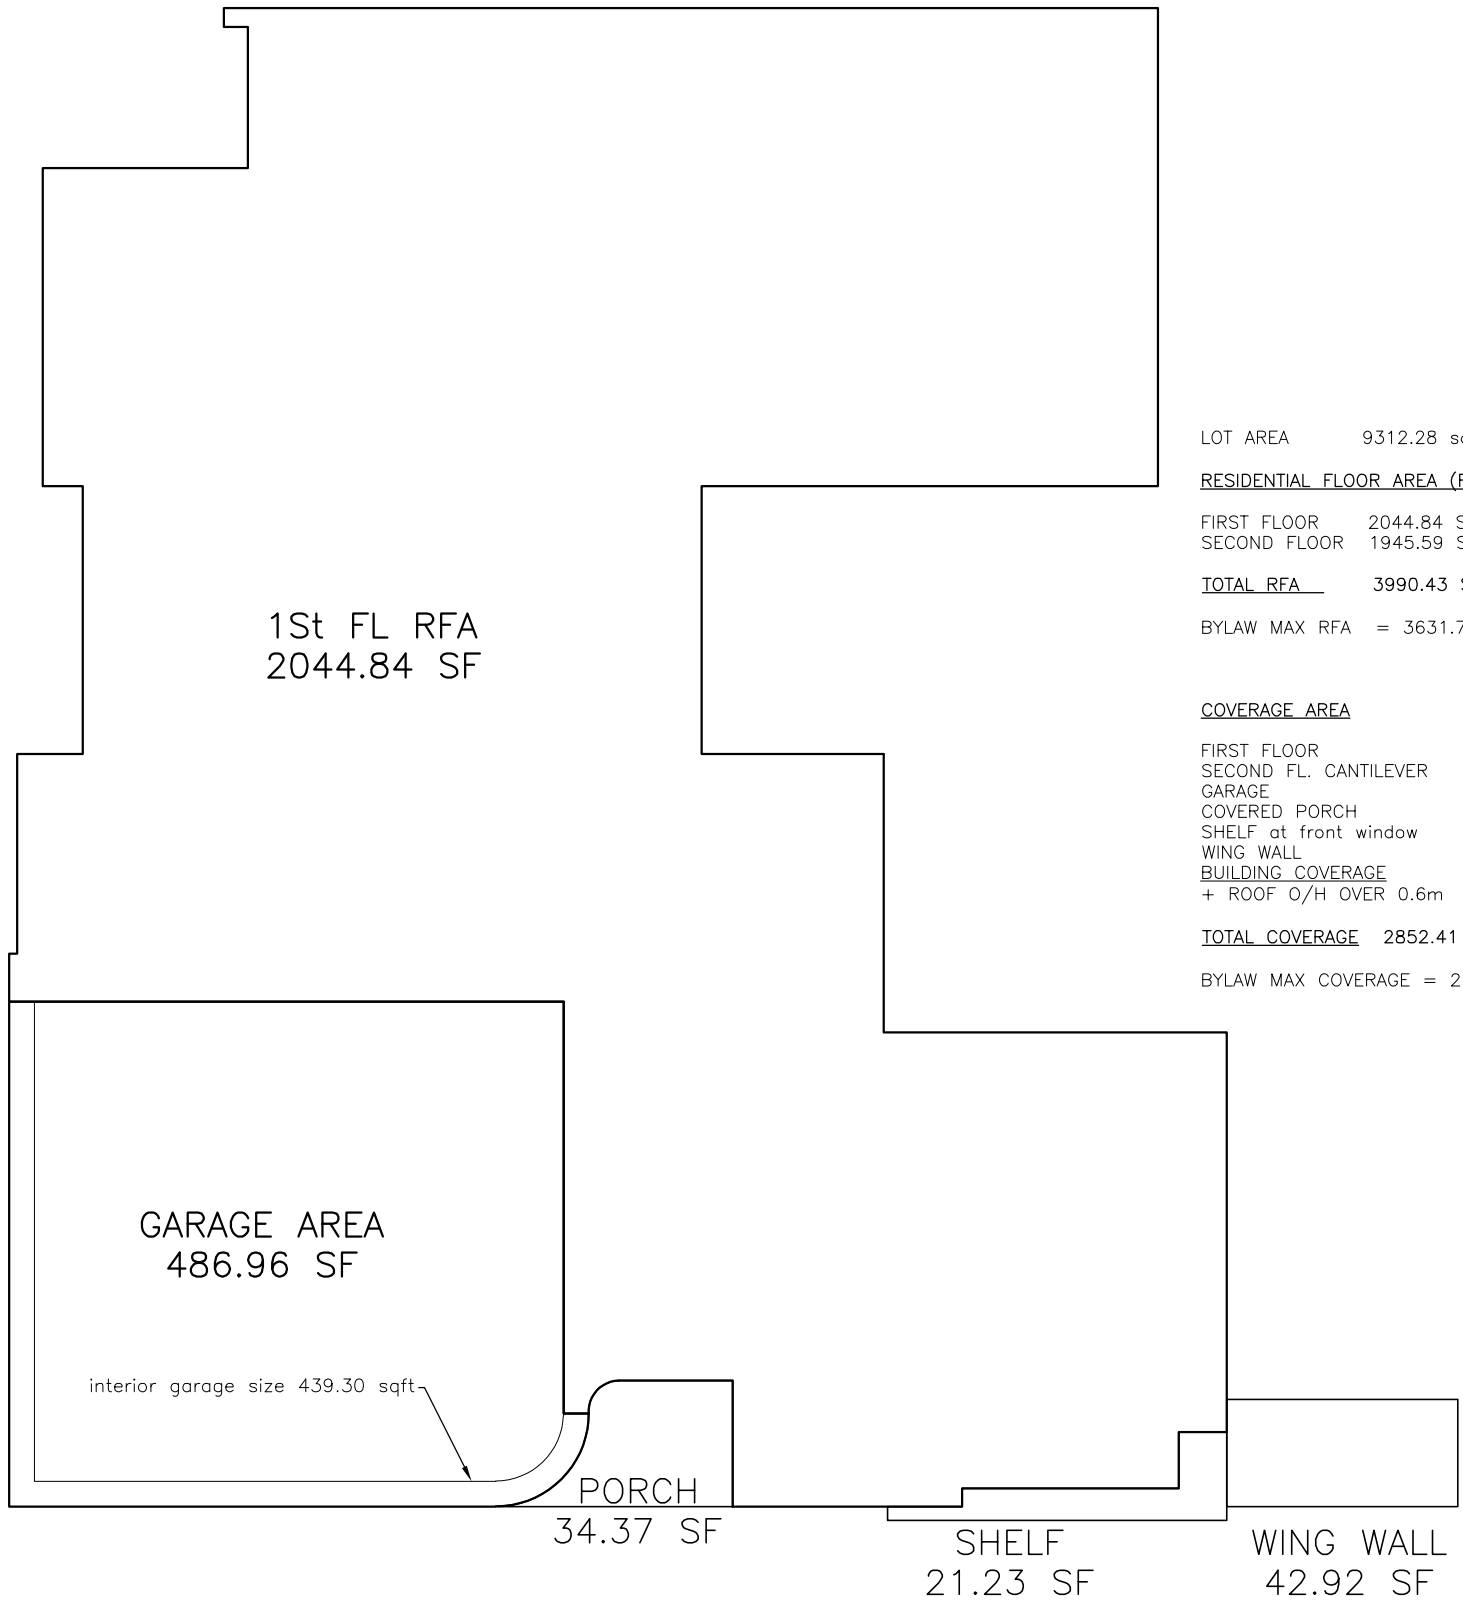 LOT AREA 9312.28
RESIDENTIAL FLOOR AREA
FIRST FLOOR 2044.84
SECOND FLOOR 1945.59
TOTAL RFA 3990.43
BYLAW MAX RFA = 3631.7
1St FL RFA
2044.84 SF
COVERAGE AREA
FIRST FLOOR
SECOND FL. CANTILEVER
GARAGE
COVERED PORCH
SHELF at front window
WING WALL
BUILDING COVERAGE
+ ROOF O/H OVER 0.6m
TOTAL COVERAGE 2852.41
BYLAW MAX COVERAGE = 2
GARAGE AREA
486.96 SF
interior garage size 439.30 sqft
PORCH
34.37 SF
SHELF
21.23 SF
WING WALL
42.92 SF